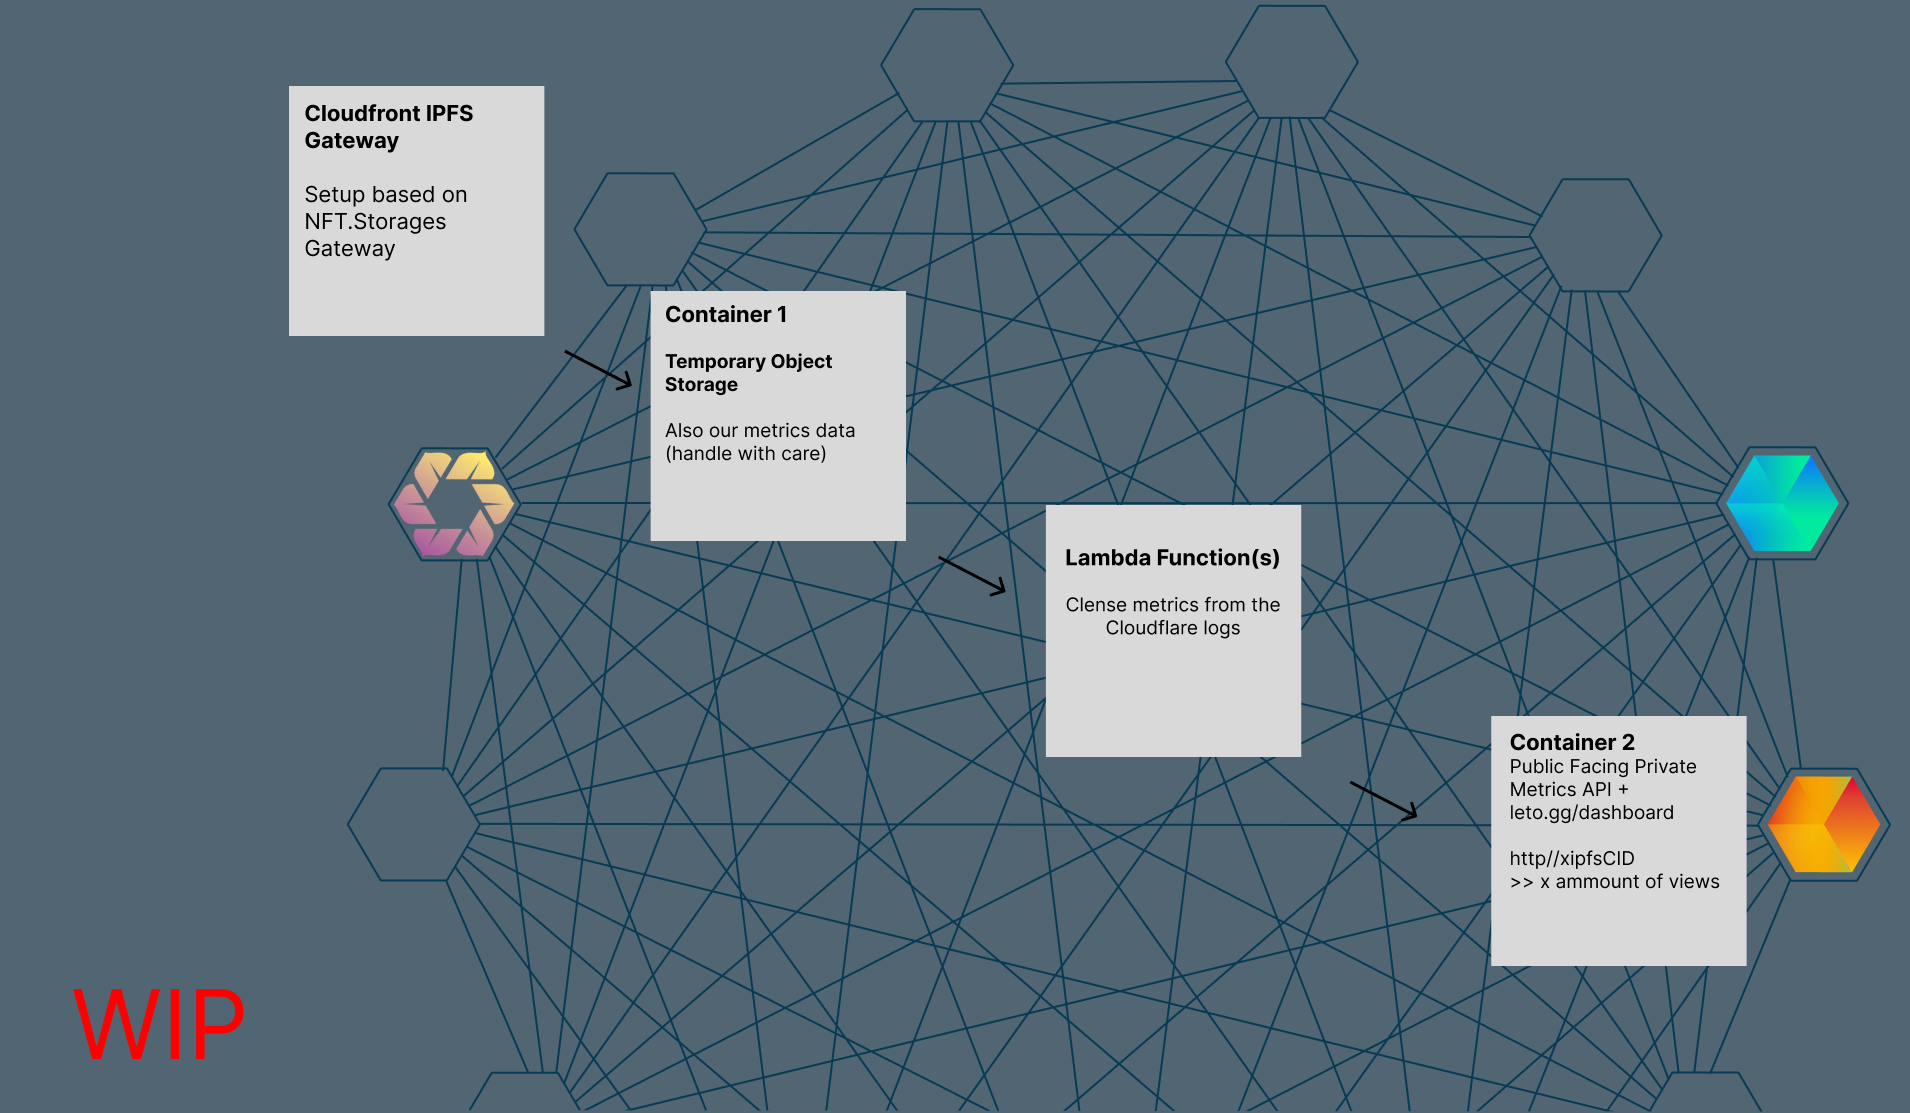 Cloudfront IPFS
Gateway
Setup based on
NFT.Storages
Gateway
Container 1
Temporary Object
Storage
Also our metrics data
(handle with care)
Lambda Function(s)
Clense metrics from the
Cloudflare logs
Container 2
Public Facing Private
Metrics API +
leto.gg/dashboard
http//xipfsCID
>> x ammount of views
WIP